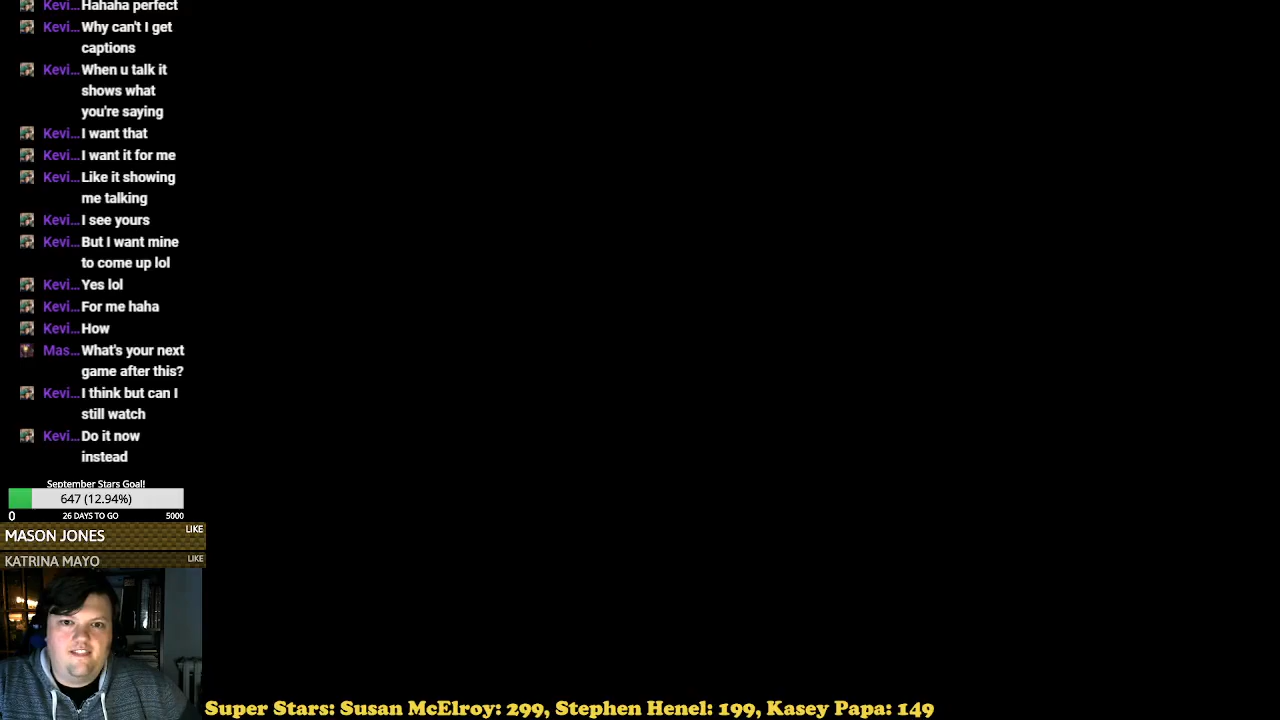 Kevi... Hahaha perfect
Kevi... Why can't I get
captions
Kevi... When u talk it
shows what
you're saying
Kevi... I want that
Kevi... I want it for me
Kevi... Like it showing
me talking
Kevi... I see yours
Kevi... But I want mine
to come up lol
Kevi... Yes lol
Kevi... For me haha
Kevi... How
Mas... What's your next
game after this?
Kevi... I think but can I
still watch
Kevi... Do it now
instead
September Stars Goal!
647 (12.94%)
0 26 DAYS TO GO 5000
MASON JONES LIKE
KATRINA MAYO LIKE
Super Stars: Susan McElroy: 299, Stephen Henel: 199, Kasey Papa: 149